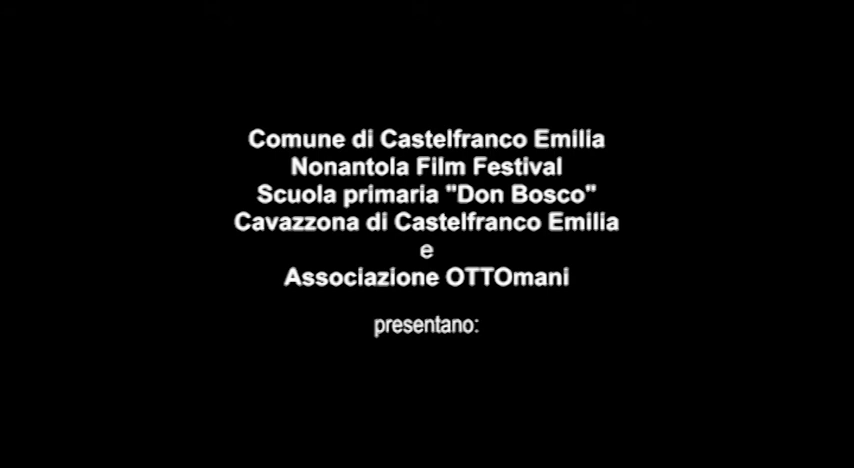 Comune di Castelfranco Emilia
Nonantola Film Festival
Scuola primaria "Don Bosco"
Cavazzona di Castelfranco Emilia
e
Associazione OTTOmani
presentano: